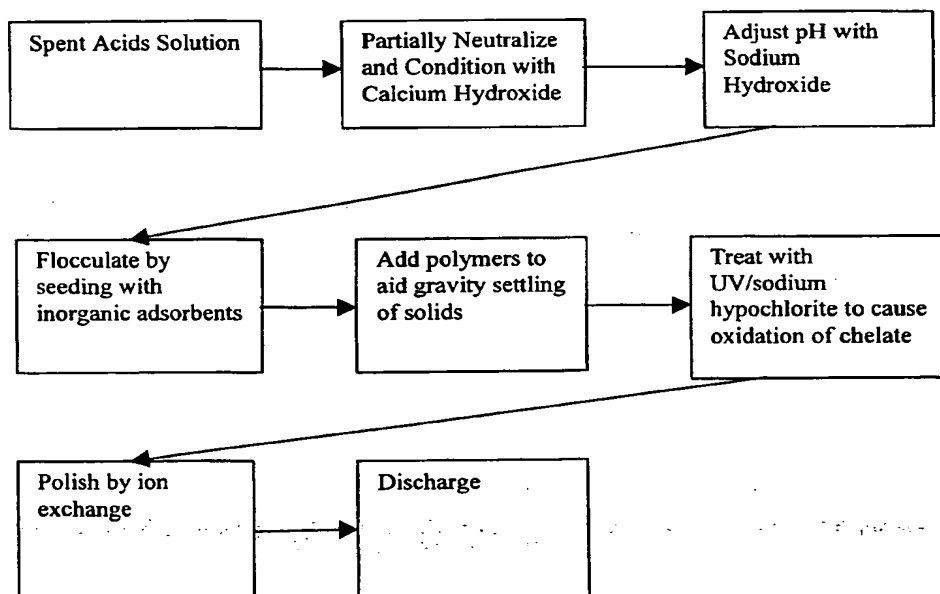 Spent Acids Solution
Partially Neutralize
and Condition with
Calcium Hydroxide
Adjust pH with
Sodium
Hydroxide
Flocculate by
seeding with
inorganic adsorbents
Add polymers to
aid gravity settling
of solids
Treat with
UV/sodium
hypochlorite to cause
oxidation of chelate
Polish by ion
exchange
Discharge